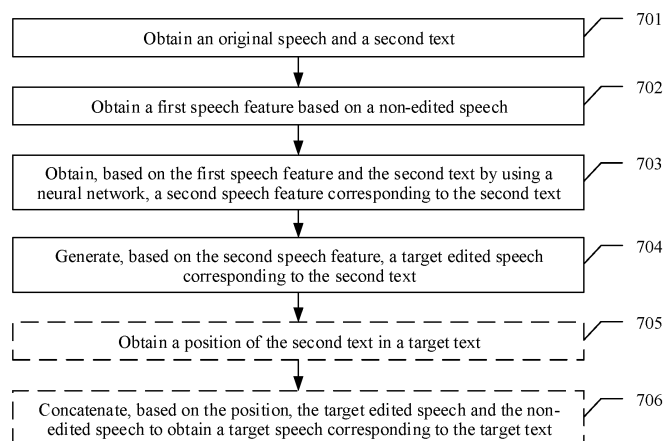 701
Obtain an original speech and a second text
702
Obtain a first speech feature based on a non-edited speech
703
Obtain, based on the first speech feature and the second text by using a
neural network, a second speech feature corresponding to the second text
704
Generate, based on the second speech feature, a target edited speech
corresponding to the second text
705
Obtain a position of the second text in a target text
706
Concatenate, based on the position, the target edited speech and the non-
edited speech to obtain a target speech corresponding to the target text